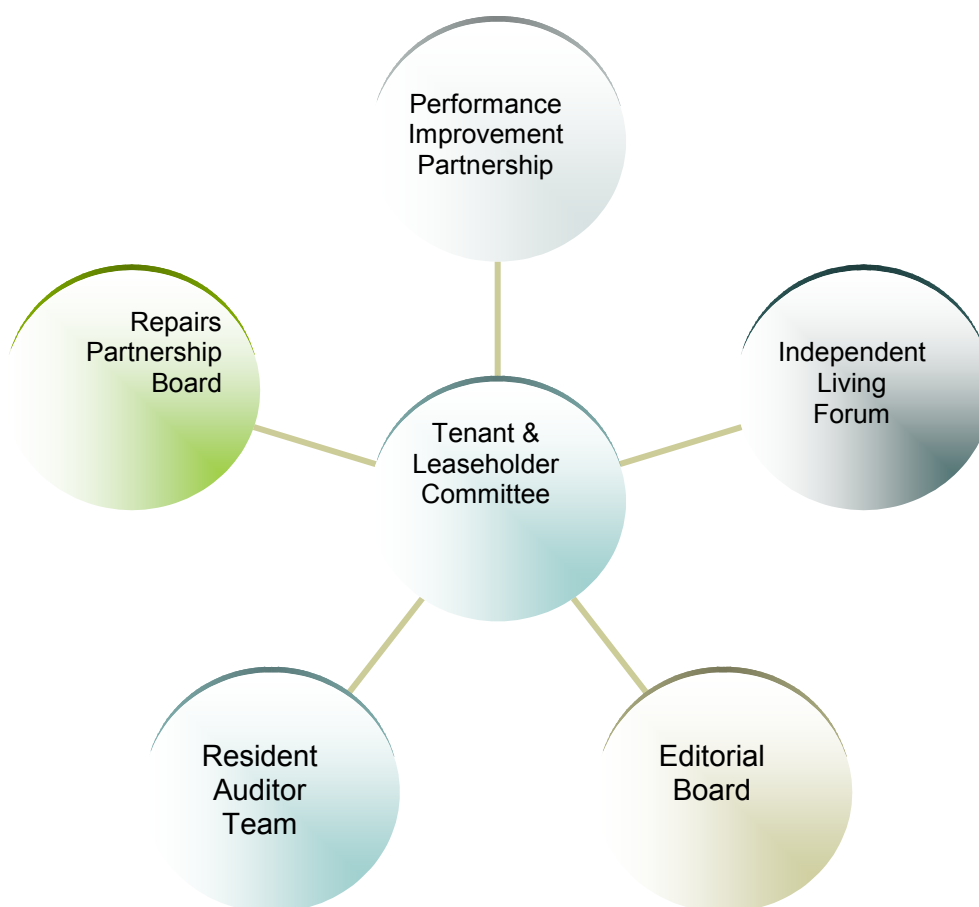 Performance
Improvement
Partnership
Repairs
Partnership
Board
Independent
Living
Forum
Tenant &
Leaseholder
Committee
Resident
Auditor
Team
Editorial
Board